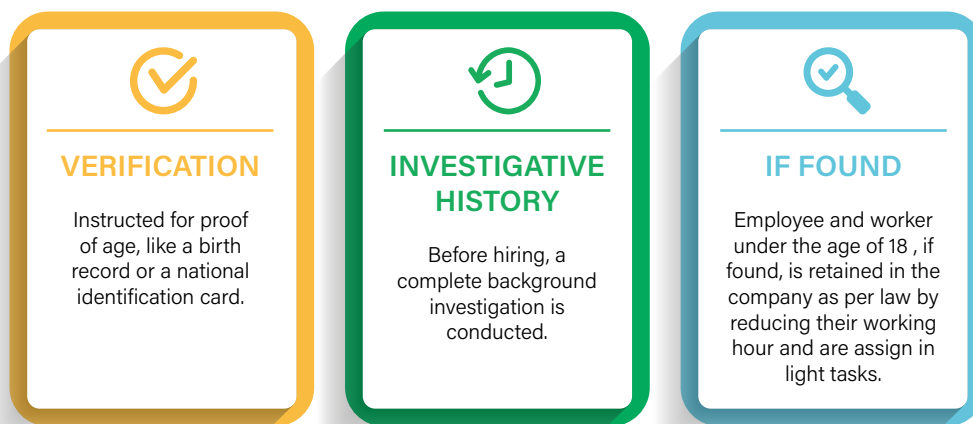 VERIFICATION
Instructed for proof
of age, like a birth
record or a national
identification card.
INVESTIGATIVE
HISTORY
Before hiring, a
complete background
investigation is
conducted.
IF FOUND
Employee and worker
under the age of 18 , if
found, is retained in the
company as per law by
reducing their working
hour and are assign in
light tasks.